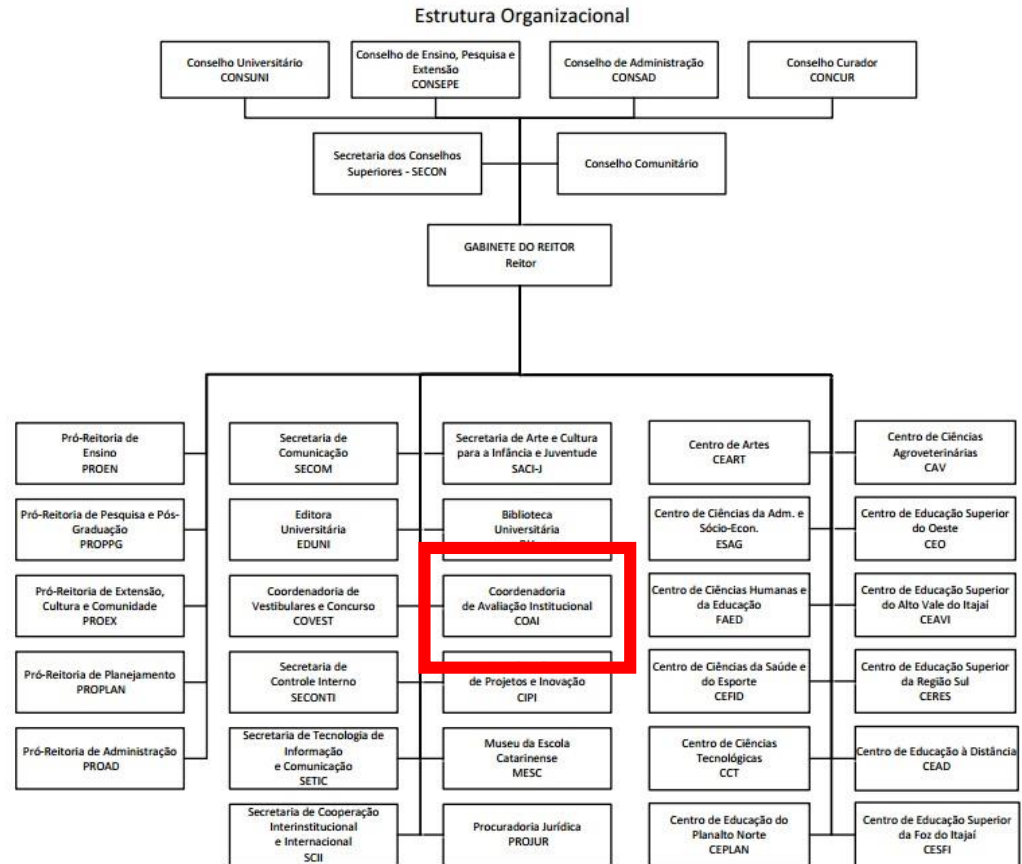 Estrutura Organizacional
Conselho Universitário
CONSUNI
Conselho de Ensino, Pesquisa e
Extensão
CONSEPE
Conselho de Administração
CONSAD
Conselho Curador
CONCUR
Secretaria dos Conselhos
Superiores - SECON
Conselho Comunitário
GABINETE DO REITOR
Reitor
Pró-Reitoria de
Ensino
PROEN
Secretaria de
Comunicação
SECOM
Secretaria de Arte e Cultura
para a Infância e Juventude
SACI-J
Centro de Artes
CEART
Centro de Ciências
Agroveterinárias
CAV
Pró-Reitoria de Pesquisa e Pós-
Graduação
PROPPG
Editora
Universitária
EDUNI
Biblioteca
Universitária
Centro de Ciências da Adm. e
Sócio-Econ.
ESAG
Centro de Educação Superior
do Oeste
CEO
Pró-Reitoria de Extensão,
Cultura e Comunidade
PROEX
Coordenadoria de
Vestibulares e Concurso
COVEST
Coordenadoria
de Avaliação Institucional
COAI
Centro de Ciências Humanas e
da Educação
FAED
Centro de Educação Superior
do Alto Vale do Itajaí
CEAVI
Pró-Reitoria de Planejamento
PROPLAN
Secretaria de
Controle Interno
SECONTI
de Projetos e Inovação
CIPI
Centro de Ciências da Saúde e
do Esporte
CEFID
Centro de Educação Superior
da Região Sul
CERES
Pró-Reitoria de Administração
PROAD
Secretaria de Tecnologia de
Informação
e Comunicação
SETIC
Museu da Escola
Catarinense
MESC
Centro de Ciências
Tecnológicas
CCT
Centro de Educação à Distância
CEAD
Secretaria de Cooperação
Interinstitucional
e Internacional
SCII
Procuradoria Jurídica
PROJUR
Centro de Educação do
Planalto Norte
CEPLAN
Centro de Educação Superior
da Foz do Itajaí
CESFI